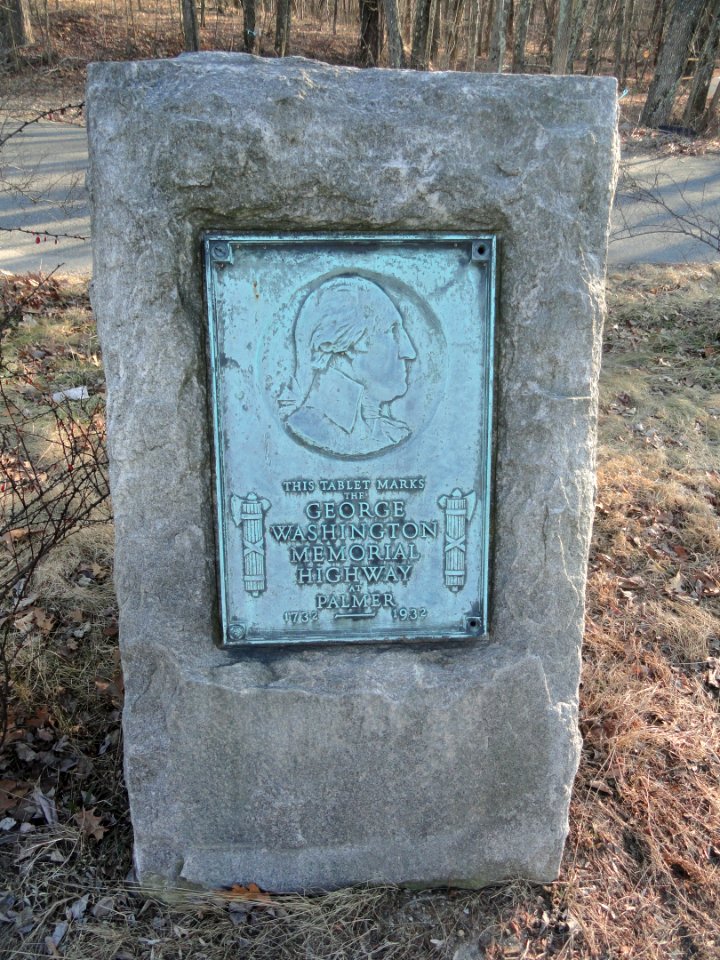 THIS TABLET MARKS
THE
GEORGE
WASHINGTON
MEMORIAL
HIGHWAY
AT
PALMER
1732 1932